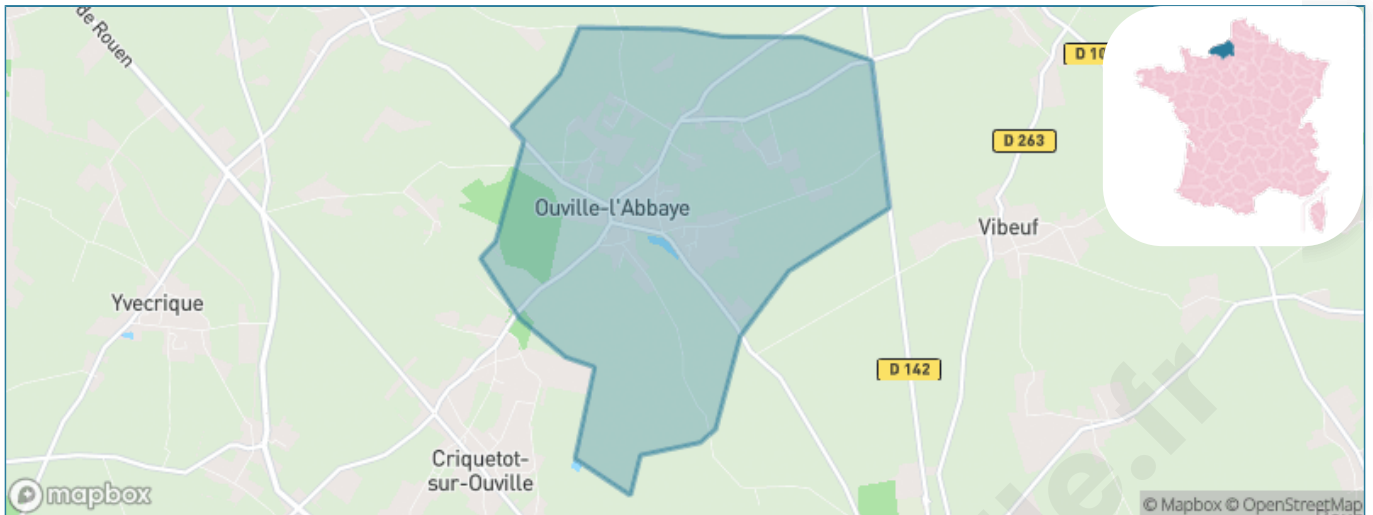 de Rouen
D 10
D 263
Ouville-l'Abbaye
Vibeuf
Yvecrique
D 142
Criquetot-
sur-Ouville
mapbox
© Mapbox © OpenStreetMap